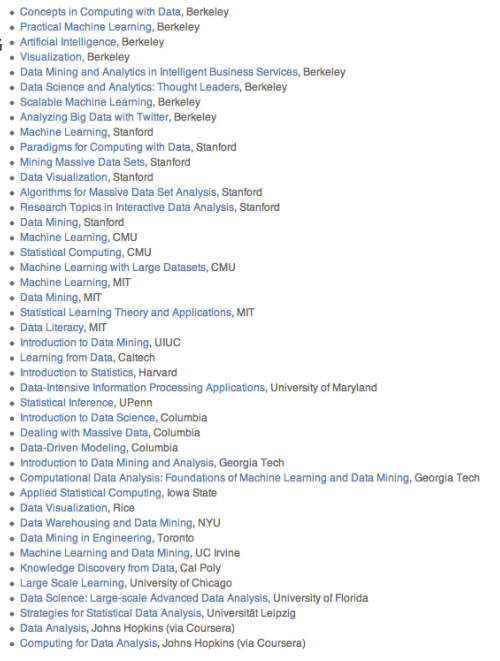 Concepts in Computing with Data, Berkeley
Practical Machine Learning, Berkeley
Artificial Intelligence, Berkeley
Visualization, Berkeley
Data Mining and Analytics in Intelligent Business Services, Berkeley
Data Science and Analytics: Thought Leaders, Berkeley
Scalable Machine Learning, Berkeley
Analyzing Big Data with Twitter, Berkeley
Machine Learning, Stanford
Paradigms for Computing with Data, Stanford
Mining Massive Data Sets, Stanford
Data Visualization, Stanford
Algorithms for Massive Data Set Analysis, Stanford
Research Topics in Interactive Data Analysis, Stanford
Data Mining, Stanford
Machine Learning, CMU
Statistical Computing, CMU
Machine Learning with Large Datasets, CMU
Machine Learning, MIT
Data Mining, MIT
Statistical Learning Theory and Applications, MIT
Data Literacy, MIT
Introduction to Data Mining, UIUC
Learning from Data, Caltech
Introduction to Statistics, Harvard
Data-Intensive Information Processing Applications, University of Maryland
Statistical Inference, UPenn
Introduction to Data Science, Columbia
Dealing with Massive Data, Columbia
Data-Driven Modeling, Columbia
Introduction to Data Mining and Analysis, Georgia Tech
Computational Data Analysis: Foundations of Machine Learning and Data Mining, Georgia Tech
Applied Statistical Computing, Iowa State
Data Visualization, Rice
Data Warehousing and Data Mining, NYU
Data Mining in Engineering, Toronto
Machine Learning and Data Mining, UC Irvine
Knowledge Discovery from Data, Cal Poly
Large Scale Learning, University of Chicago
Data Science: Large-scale Advanced Data Analysis, University of Florida
Strategies for Statistical Data Analysis, Universität Leipzig
Data Analysis, Johns Hopkins (via Coursera)
Computing for Data Analysis, Johns Hopkins (via Coursera)